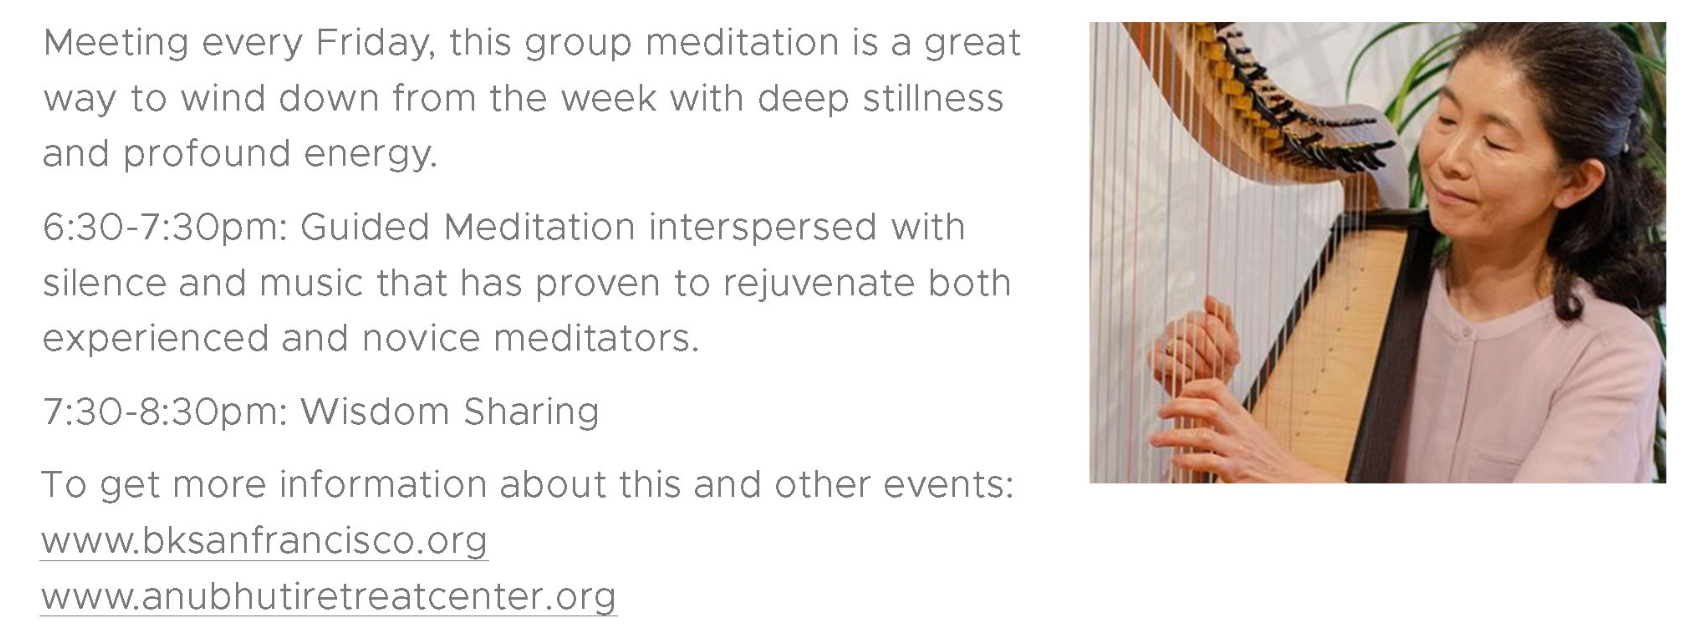 Meeting every Friday, this group meditation is a great
way to wind down from the week with deep stillness
and profound energy.
6:30-7:30pm: Guided Meditation interspersed with
silence and music that has proven to rejuvenate both
experienced and novice meditators.
7:30-8:30pm: Wisdom Sharing
To get more information about this and other events:
www.bksanfrancisco.org
www.anubhutiretreatcenter.org